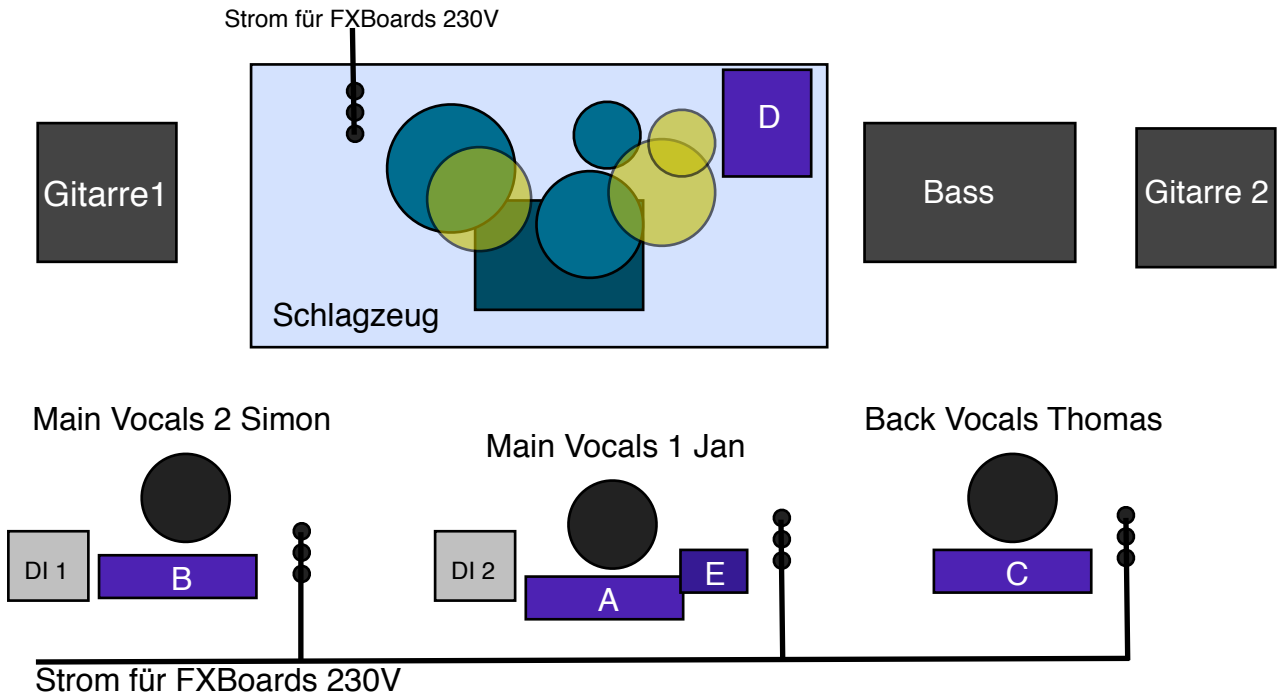 Strom für FXBoards 230V
D
Gitarre1
Bass
Gitarre 2
Schlagzeug
Main Vocals 2 Simon
Main Vocals 1 Jan
Back Vocals Thomas
DI 1
B
DI 2
A
E
C
Strom für FXBoards 230V